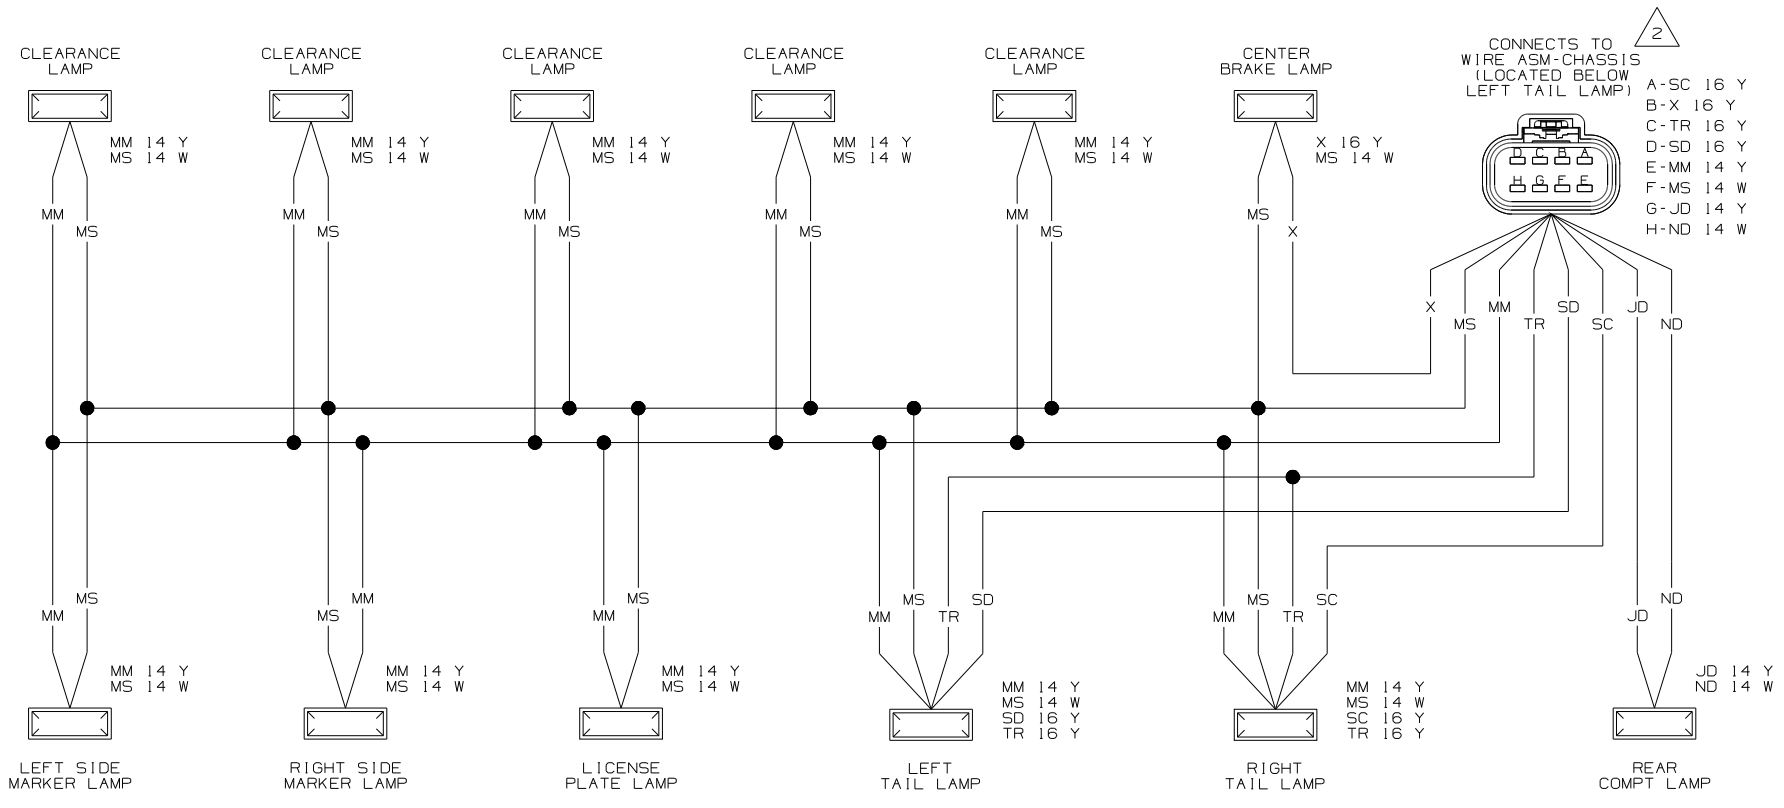 CLEARANCE
LAMP
CLEARANCE
LAMP
CLEARANCE
LAMP
CLEARANCE
LAMP
CLEARANCE
LAMP
CENTER
BRAKE LAMP
CONNECTS TO
WIRE ASM-CHASSIS
(LOCATED BELOW
LEFT TAIL LAMP)
2
A-SC 16 Y
B-X 16 Y
C-TR 16 Y
D-SD 16 Y
E-MM 14 Y
F-MS 14 W
G-JD 14 Y
H-ND 14 W
D C B A
H G F E
MM 14 Y
MS 14 W
MM 14 Y
MS 14 W
MM 14 Y
MS 14 W
MM 14 Y
MS 14 W
MM 14 Y
MS 14 W
X 16 Y
MS 14 W
MM
MS
MM
MS
MM
MS
MM
MS
MM
MS
MS
X
X
MS
MM
TR
SD
SC
JD
ND
MM
MS
MS
MM
MM
MS
MM
MS
TR
SD
MM
MS
TR
SC
JD
ND
MM 14 Y
MS 14 W
MM 14 Y
MS 14 W
MM 14 Y
MS 14 W
MM 14 Y
MS 14 W
SD 16 Y
TR 16 Y
MM 14 Y
MS 14 W
SC 16 Y
TR 16 Y
JD 14 Y
ND 14 W
LEFT SIDE
MARKER LAMP
RIGHT SIDE
MARKER LAMP
LICENSE
PLATE LAMP
LEFT
TAIL LAMP
RIGHT
TAIL LAMP
REAR
COMPT LAMP